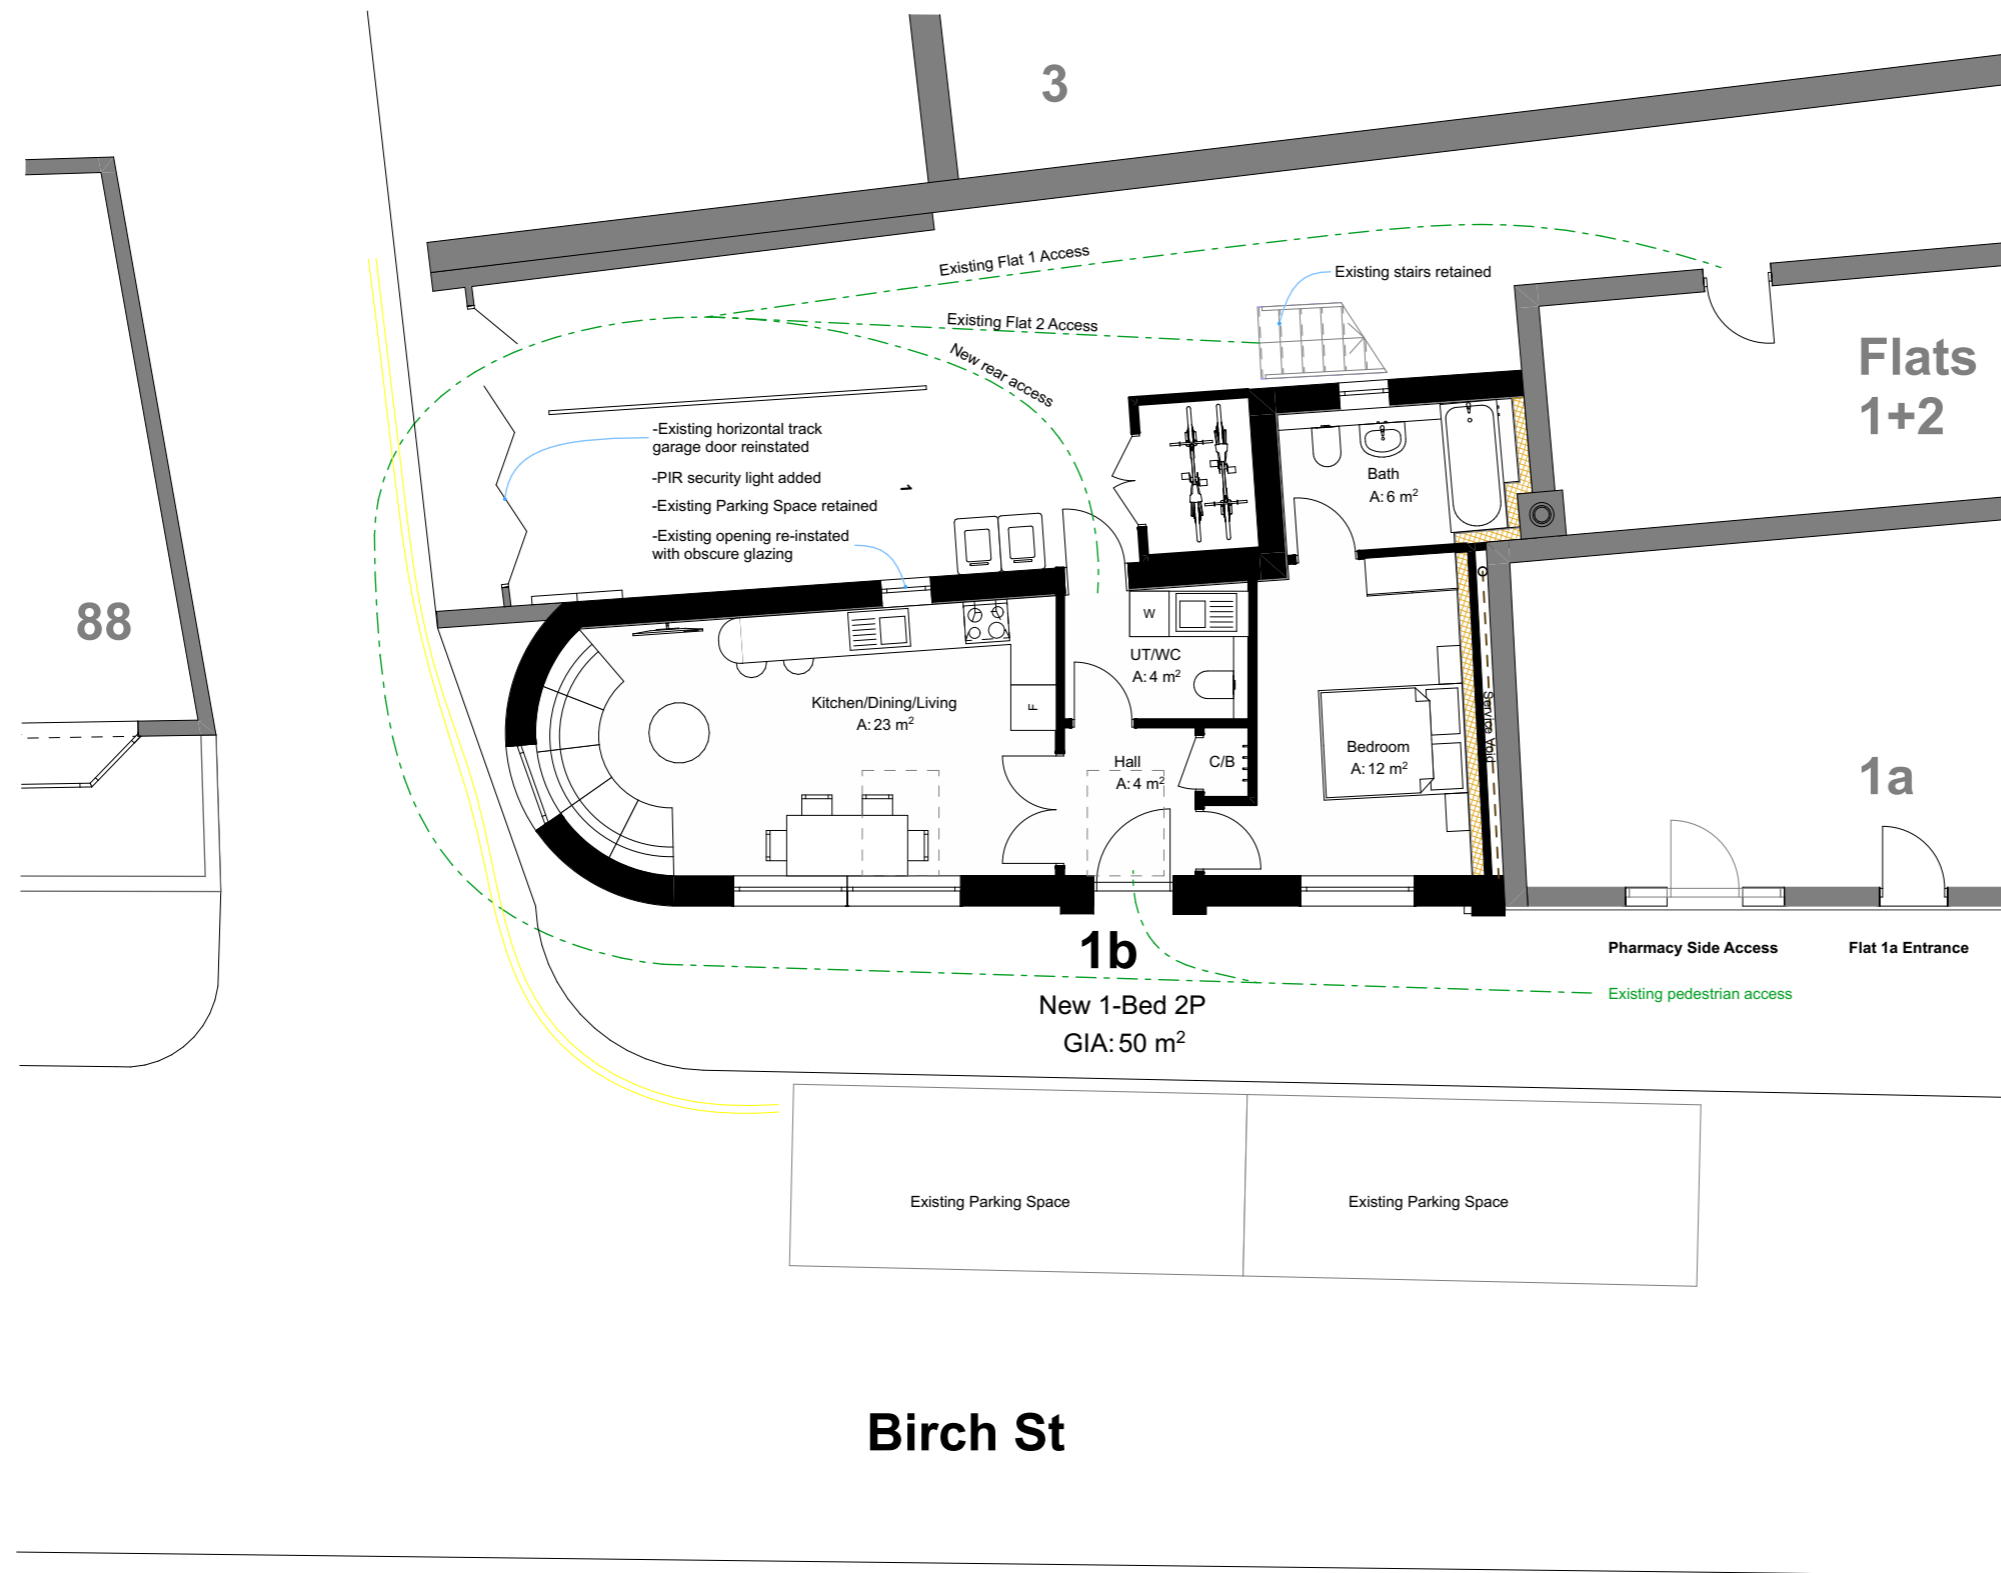 3
Existing Flat 1 Access
Existing stairs retained
Existing Flat 2 Access
New rear access
Flats
1+2
-Existing horizontal track
garage door reinstated
-PIR security light added
-Existing Parking Space retained
-Existing opening re-instated
with obscure glazing
1
Bath
A: 6 m²
88
W
UT/WC
A: 4 m²
Kitchen/Dining/Living
A: 23 m²
F
Service Void
Bedroom
A: 12 m²
Hall
A: 4 m²
C/B
1a
1b
New 1-Bed 2P
GIA: 50 m²
Pharmacy Side Access
Flat 1a Entrance
Existing pedestrian access
Existing Parking Space
Existing Parking Space
Birch St